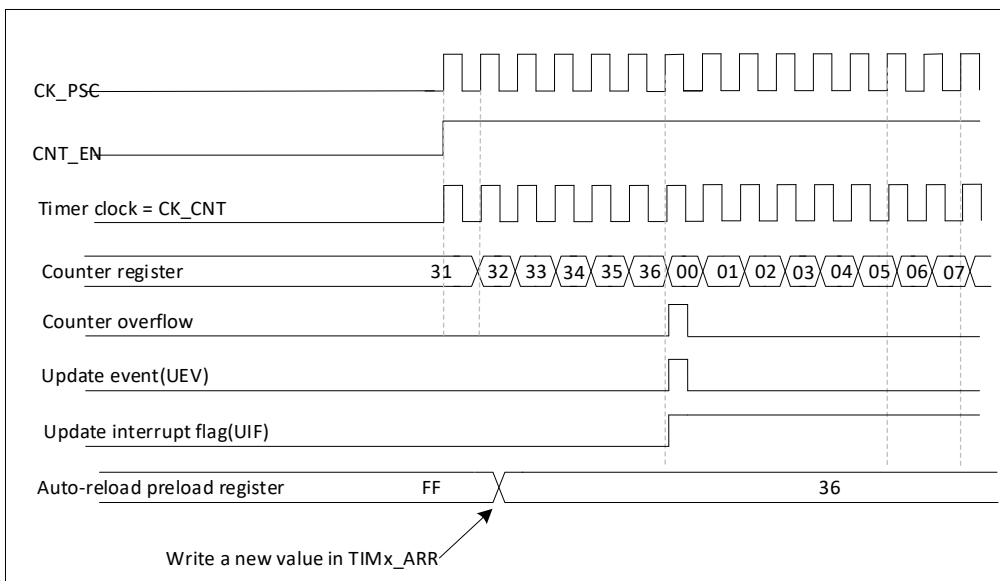 CK_PSC
CNT_EN
Timer clock = CK_CNT
Counter register 31 32 33 34 35 36 00 01 02 03 04 05 06 07
Counter overflow
Update event(UEV)
Update interrupt flag(UIF)
Auto-reload preload register FF 36
Write a new value in TIMx_ARR